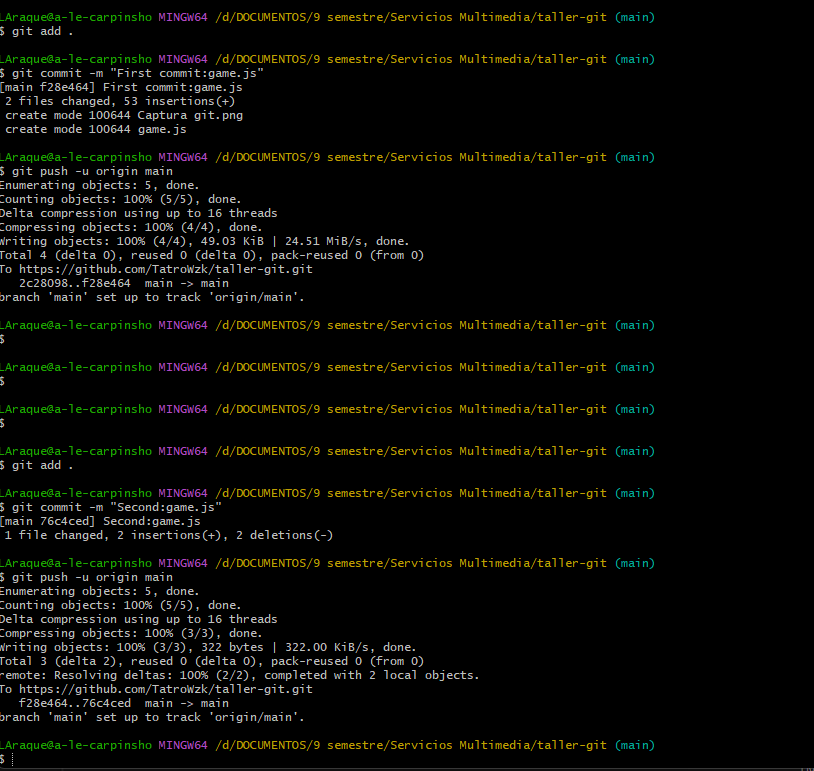 LAraque@a-le-carpinsho MINGW64 /d/DOCUMENTOS/9 semestre/Servicios Multimedia/taller-git (main)
$ git add .
LAraque@a-le-carpinsho MINGW64 /d/DOCUMENTOS/9 semestre/Servicios Multimedia/taller-git (main)
$ git commit -m "First commit:game.js"
[main f28e464] First commit:game.js
2 files changed, 53 insertions(+)
create mode 100644 Captura git.png
create mode 100644 game.js
LAraque@a-le-carpinsho MINGW64 /d/DOCUMENTOS/9 semestre/Servicios Multimedia/taller-git (main)
$ git push -u origin main
Enumerating objects: 5, done.
Counting objects: 100% (5/5), done.
Delta compression using up to 16 threads
Compressing objects: 100% (4/4), done.
Writing objects: 100% (4/4), 49.03 KiB | 24.51 MiB/s, done.
Total 4 (delta 0), reused 0 (delta 0), pack-reused 0 (from 0)
To https://github.com/TatroWzk/taller-git.git
2c28098..f28e464  main -> main
branch 'main' set up to track 'origin/main'.
LAraque@a-le-carpinsho MINGW64 /d/DOCUMENTOS/9 semestre/Servicios Multimedia/taller-git (main)
$
LAraque@a-le-carpinsho MINGW64 /d/DOCUMENTOS/9 semestre/Servicios Multimedia/taller-git (main)
$
LAraque@a-le-carpinsho MINGW64 /d/DOCUMENTOS/9 semestre/Servicios Multimedia/taller-git (main)
$
LAraque@a-le-carpinsho MINGW64 /d/DOCUMENTOS/9 semestre/Servicios Multimedia/taller-git (main)
$ git add .
LAraque@a-le-carpinsho MINGW64 /d/DOCUMENTOS/9 semestre/Servicios Multimedia/taller-git (main)
$ git commit -m "Second:game.js"
[main 76c4ced] Second:game.js
1 file changed, 2 insertions(+), 2 deletions(-)
LAraque@a-le-carpinsho MINGW64 /d/DOCUMENTOS/9 semestre/Servicios Multimedia/taller-git (main)
$ git push -u origin main
Enumerating objects: 5, done.
Counting objects: 100% (5/5), done.
Delta compression using up to 16 threads
Compressing objects: 100% (3/3), done.
Writing objects: 100% (3/3), 322 bytes | 322.00 KiB/s, done.
Total 3 (delta 2), reused 0 (delta 0), pack-reused 0 (from 0)
remote: Resolving deltas: 100% (2/2), completed with 2 local objects.
To https://github.com/TatroWzk/taller-git.git
f28e464..76c4ced  main -> main
branch 'main' set up to track 'origin/main'.
LAraque@a-le-carpinsho MINGW64 /d/DOCUMENTOS/9 semestre/Servicios Multimedia/taller-git (main)
$